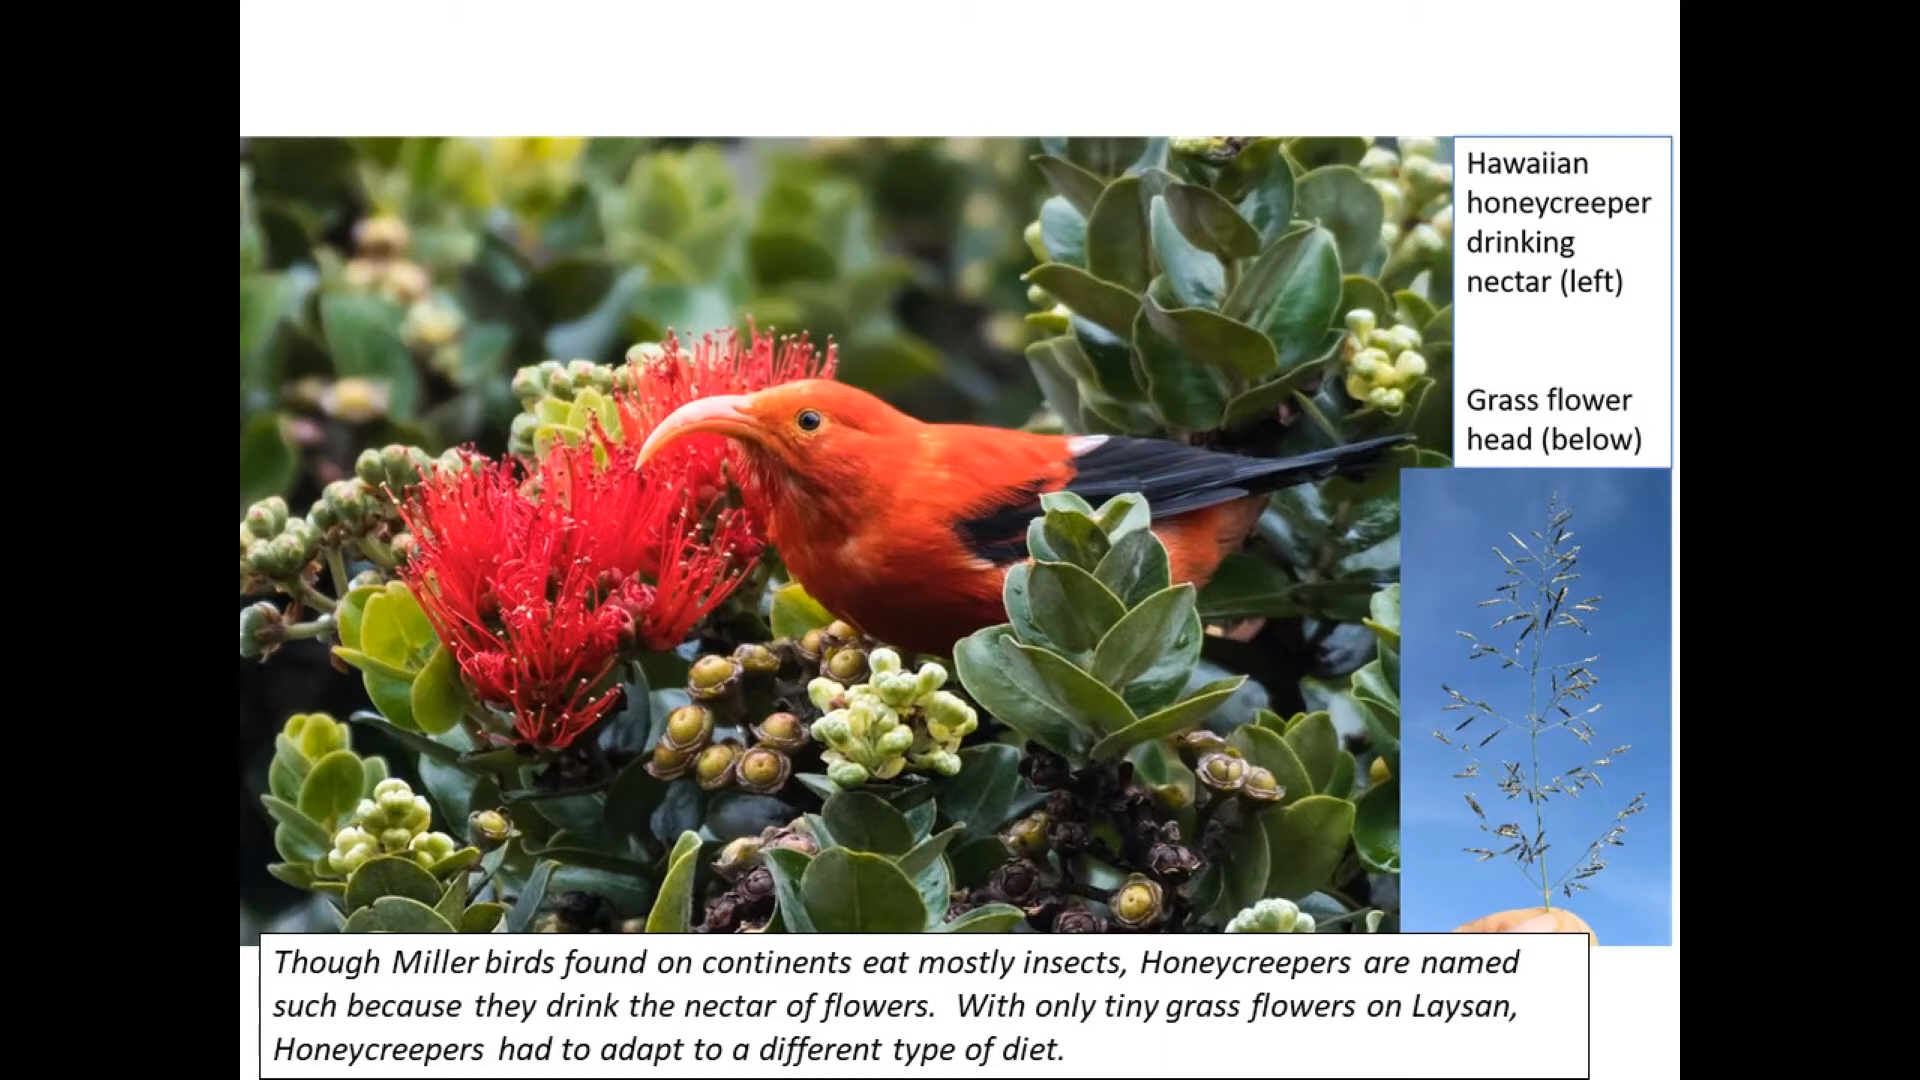 Hawaiian
honeycreeper
drinking
nectar (left)
Grass flower
head (below)
Though Miller birds found on continents eat mostly insects, Honeycreepers are named
such because they drink the nectar of flowers.  With only tiny grass flowers on Laysan,
Honeycreepers had to adapt to a different type of diet.